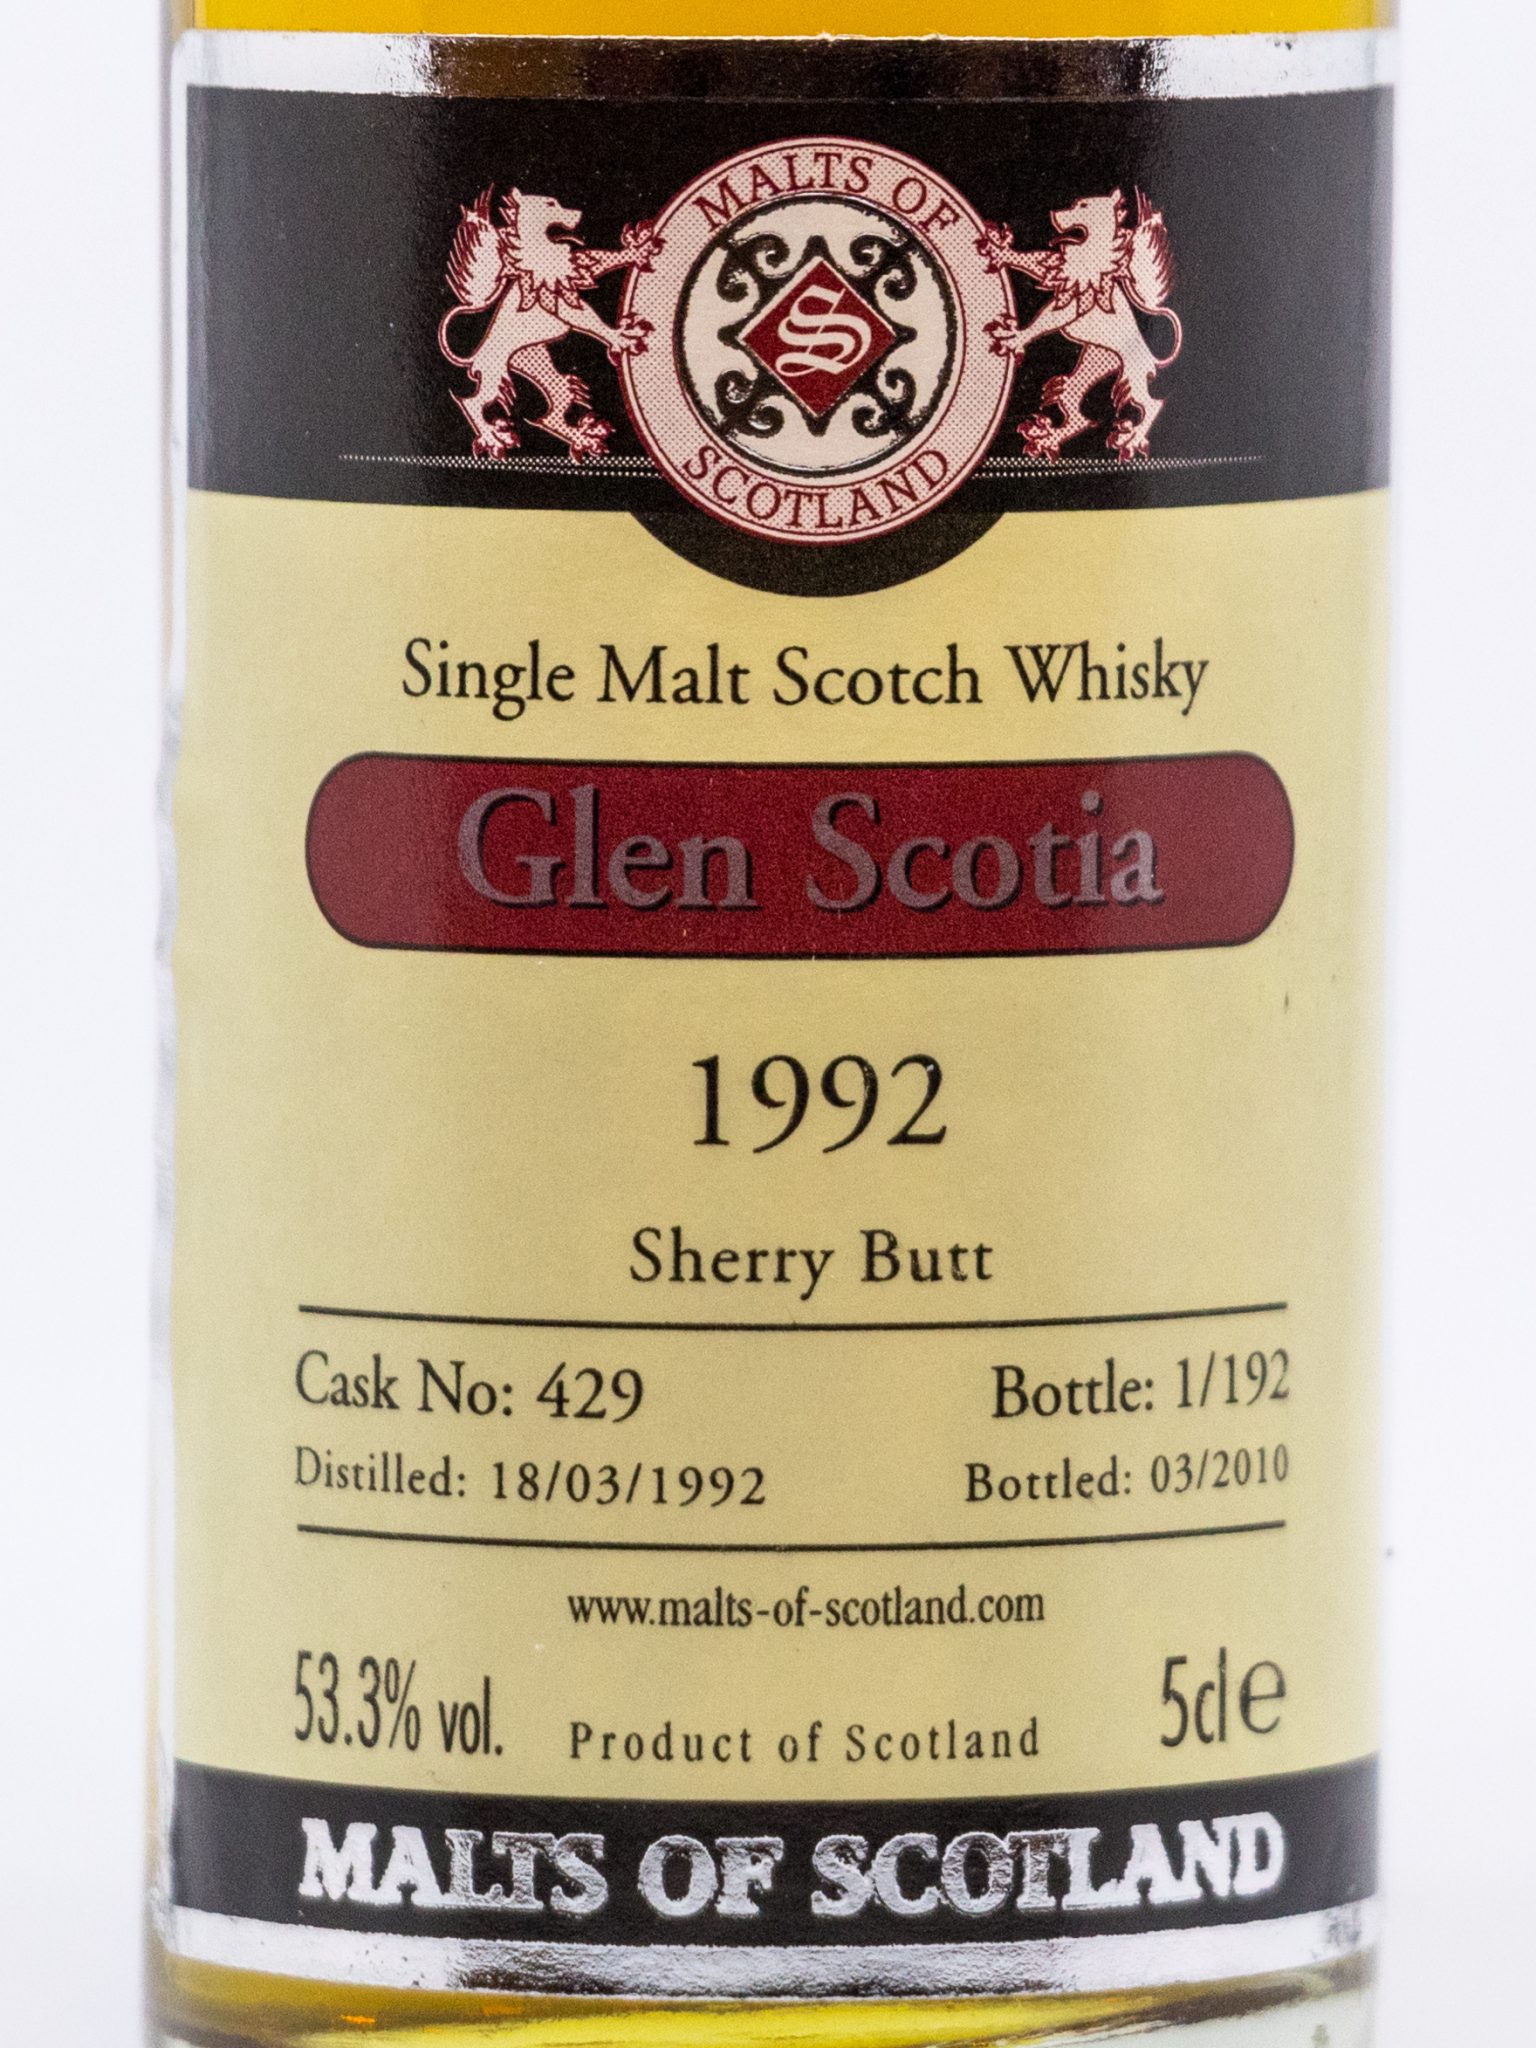 MALTS OF
S
SCOTLAND
Single Malt Scotch Whisky
Glen Scotia
1992
Sherry Butt
Cask No: 429 Bottle: 1/192
Distilled: 18/03/1992 Bottled: 03/2010
www.malts-of-scotland.com
53.3% vol. Product of Scotland 5cl e
MALTS OF SCOTLAND